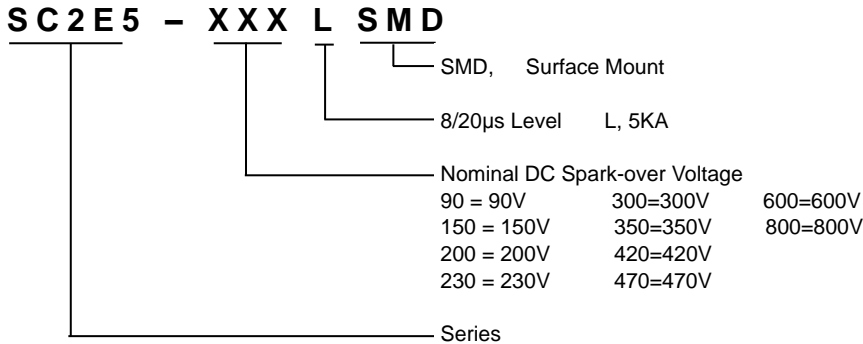 SC2E5 – XXX L SMD
SMD, Surface Mount
8/20µs Level L, 5KA
Nominal DC Spark-over Voltage
90 = 90V 300=300V 600=600V
150 = 150V 350=350V 800=800V
200 = 200V 420=420V
230 = 230V 470=470V
Series